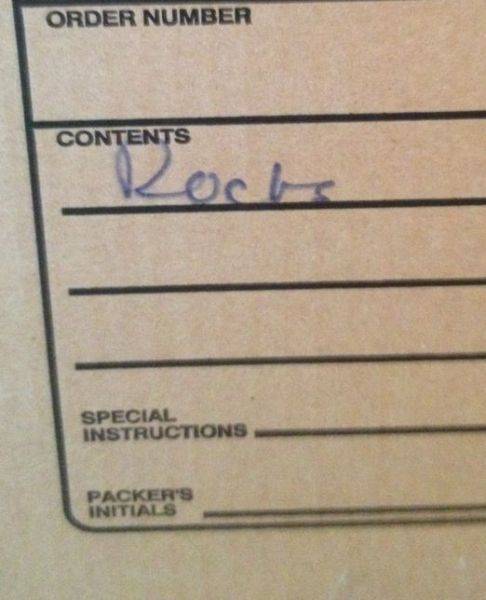 ORDER NUMBER
CONTENTS
Rocks
SPECIAL
INSTRUCTIONS
PACKER'S
INITIALS